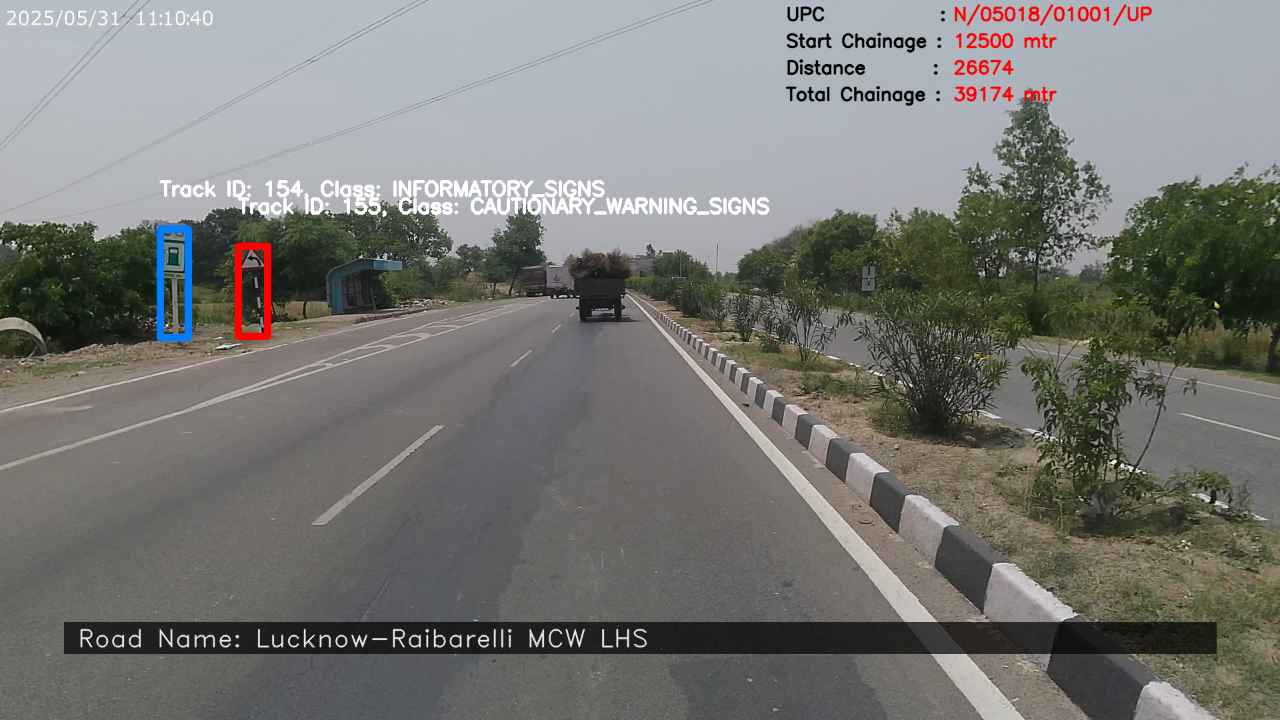 2025/05/31 11:10:40
UPC : N/05018/01001/UP
Start Chainage : 12500 mtr
Distance : 26674
Total Chainage : 39174 mtr
Track ID: 154, Class: INFORMATORY_SIGNS
Track ID: 155, Class: CAUTIONARY_WARNING_SIGNS
Road Name: Lucknow-Raibarelli MCW LHS